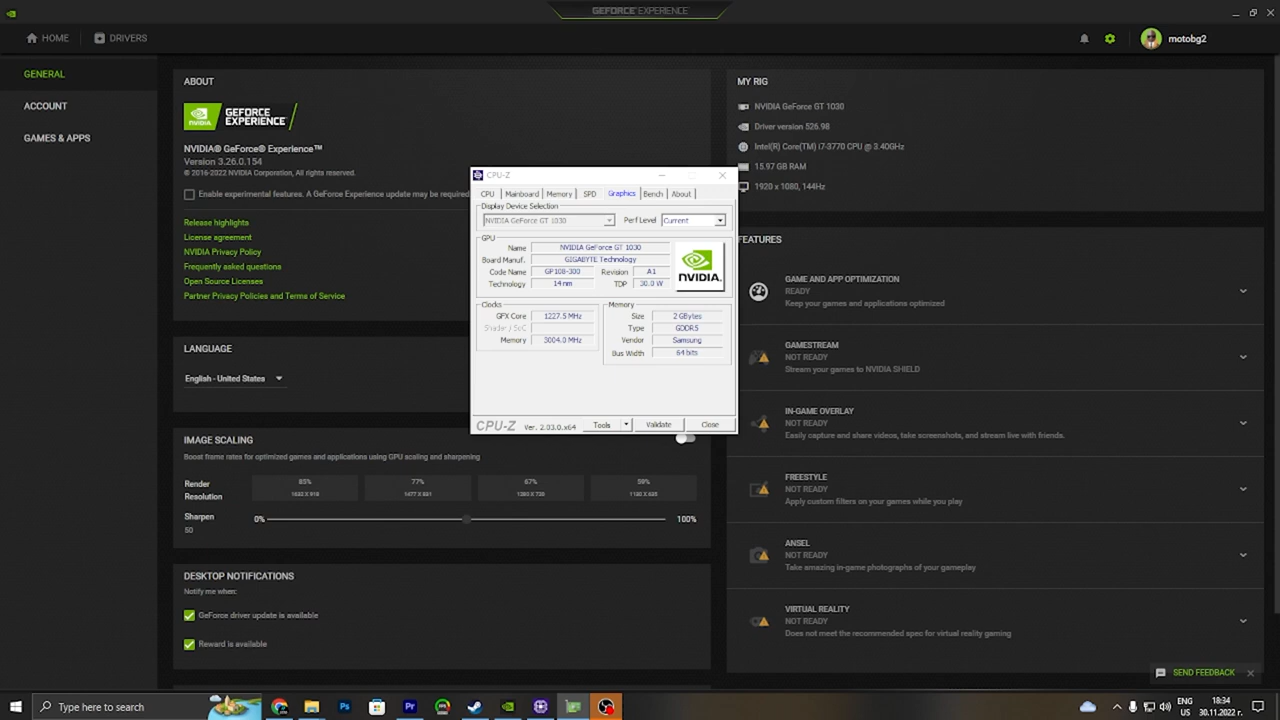 GEFORCE EXPERIENCE
HOME
DRIVERS
motobg2
GENERAL
ACCOUNT
GAMES & APPS
ABOUT
GEFORCE
EXPERIENCE
NVIDIA® GeForce® Experience™
Version 3.26.0.154
© 2016-2022 NVIDIA Corporation, All rights reserved.
Enable experimental features. A GeForce Experience update may be required
Release highlights
License agreement
NVIDIA Privacy Policy
Frequently asked questions
Open Source Licenses
Partner Privacy Policies and Terms of Service
LANGUAGE
English - United States
IMAGE SCALING
Boost frame rates for optimized games and applications using GPU scaling and sharpening
Render
Resolution
85%
1632 X 918
77%
1477 X 831
67%
1280 X 720
59%
Sharpen
50
0%
100%
DESKTOP NOTIFICATIONS
Notify me when:
GeForce driver update is available
Reward is available
CPU-Z
CPU Mainboard Memory SPD Graphics Bench About
Display Device Selection
NVIDIA GeForce GT 1030
Perf Level Current
GPU
Name NVIDIA GeForce GT 1030
Board Manuf. GIGABYTE Technology
Code Name GP108-300 Revision A1
Technology 14 nm TDP 30.0 W
NVIDIA.
Clocks
GFX Core 1227.5 MHz
Shader / SoC
Memory 3004.0 MHz
Memory
Size 2 GBytes
Type GDDR5
Vendor Samsung
Bus Width 64 bits
CPU-Z Ver. 2.03.0.x64 Tools Validate Close
MY RIG
NVIDIA GeForce GT 1030
Driver version 526.98
Intel(R) Core(TM) i7-3770 CPU @ 3.40GHz
15.97 GB RAM
1920 x 1080, 144Hz
FEATURES
GAME AND APP OPTIMIZATION
READY
Keep your games and applications optimized
GAMESTREAM
NOT READY
Stream your games to NVIDIA SHIELD
IN-GAME OVERLAY
NOT READY
Easily capture and share videos, take screenshots, and stream live with friends.
FREESTYLE
NOT READY
Apply custom filters on your games while you play
ANSEL
NOT READY
Take amazing in-game photographs of your gameplay
VIRTUAL REALITY
NOT READY
Does not meet the recommended spec for virtual reality gaming
SEND FEEDBACK
Type here to search
ENG
US
18:34
30.11.2022 г.